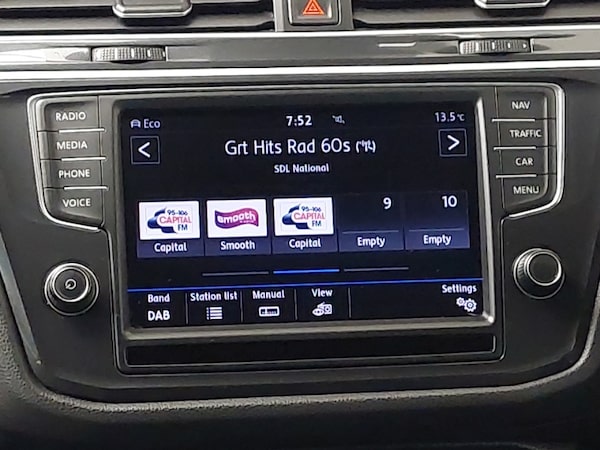 RADIO
MEDIA
PHONE
VOICE
Eco 7:52 13.5°C
Grt Hits Rad 60s
SDL National
95-106 CAPITAL FM
smooth
95-106 CAPITAL FM
9
10
Capital
Smooth
Capital
Empty
Empty
Band
DAB
Station list
Manual
View
Settings
NAV
TRAFFIC
CAR
MENU